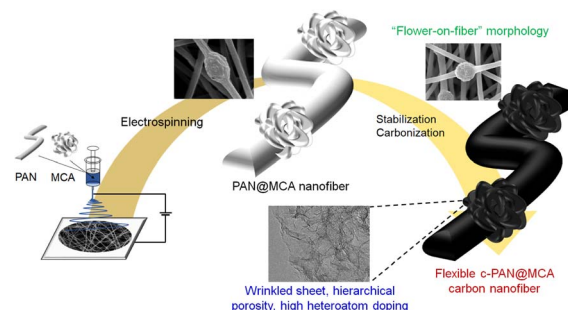 "Flower-on-fiber" morphology
Electrospinning
Stabilization
Carbonization
PAN
MCA
PAN@MCA nanofiber
Wrinkled sheet, hierarchical
porosity, high heteroatom doping
Flexible c-PAN@MCA
carbon nanofiber